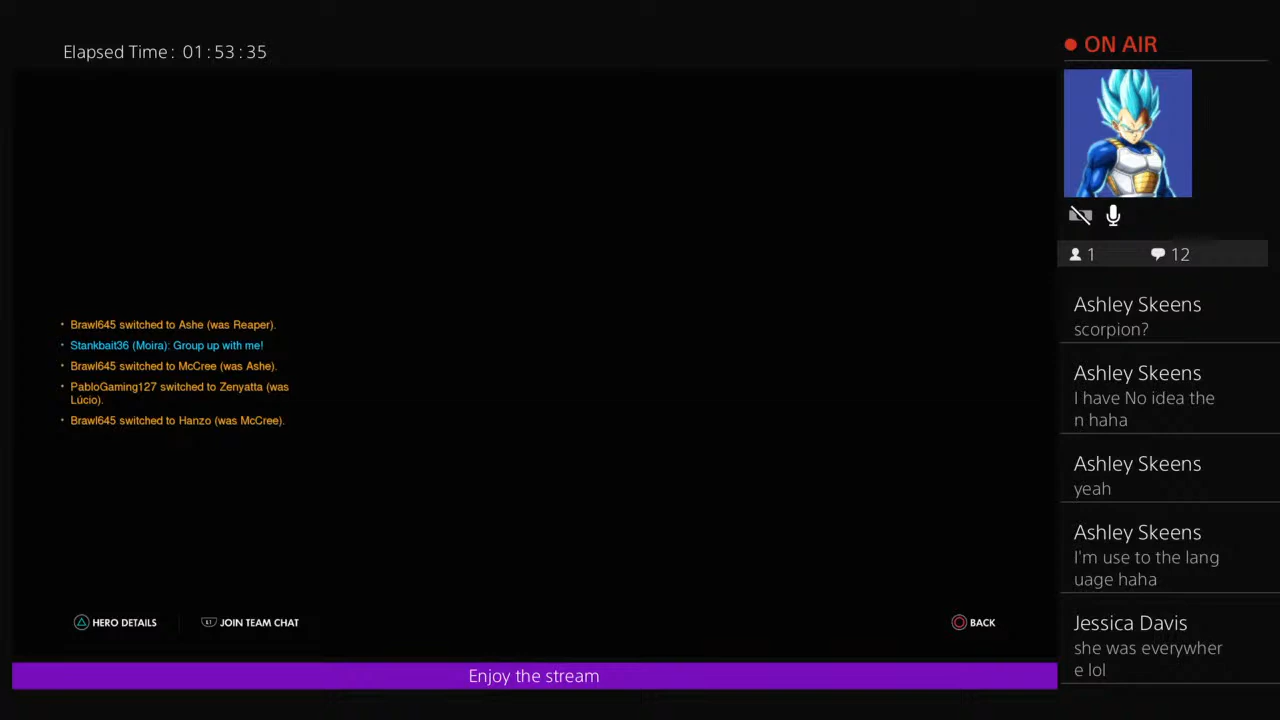 Elapsed Time: 01:53:35
ON AIR
1 12
Brawl645 switched to Ashe (was Reaper).
Stankbait36 (Moira): Group up with me!
Brawl645 switched to McCree (was Ashe).
PabloGaming127 switched to Zenyatta (was
Lúcio).
Brawl645 switched to Hanzo (was McCree).
HERO DETAILS
L1 JOIN TEAM CHAT
BACK
Enjoy the stream
Ashley Skeens
scorpion?
Ashley Skeens
I have No idea the
n haha
Ashley Skeens
yeah
Ashley Skeens
I'm use to the lang
uage haha
Jessica Davis
she was everywher
e lol